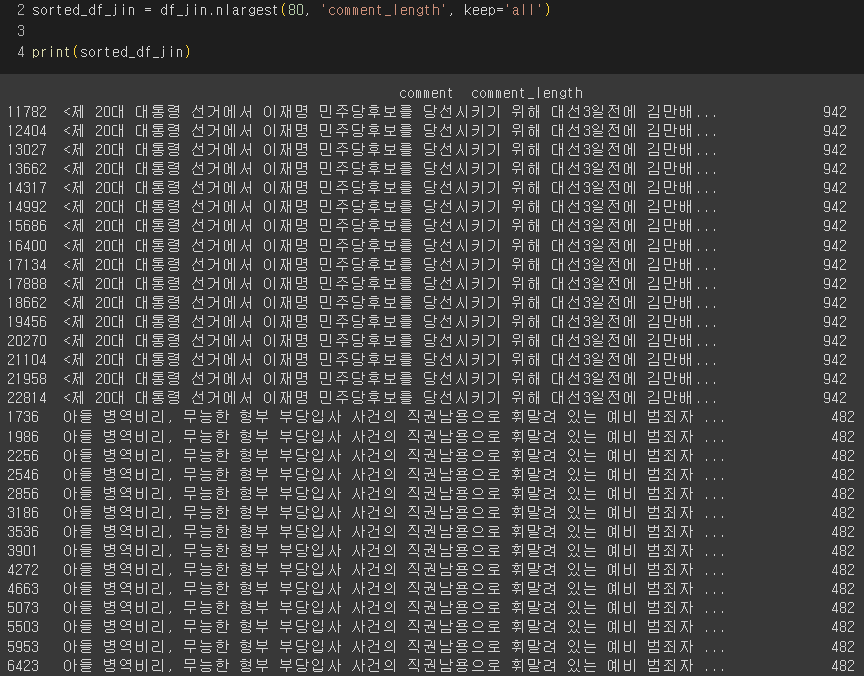 2 sorted_df_jin = df_jin.nlargest(80, 'comment_length', keep='all')
3
4 print(sorted_df_jin)
comment comment_length
11782 <제 20대 대통령 선거에서 이재명 민주당후보를 당선시키기 위해 대선3일전에 김만배... 942
12404 <제 20대 대통령 선거에서 이재명 민주당후보를 당선시키기 위해 대선3일전에 김만배... 942
13027 <제 20대 대통령 선거에서 이재명 민주당후보를 당선시키기 위해 대선3일전에 김만배... 942
13662 <제 20대 대통령 선거에서 이재명 민주당후보를 당선시키기 위해 대선3일전에 김만배... 942
14317 <제 20대 대통령 선거에서 이재명 민주당후보를 당선시키기 위해 대선3일전에 김만배... 942
14992 <제 20대 대통령 선거에서 이재명 민주당후보를 당선시키기 위해 대선3일전에 김만배... 942
15686 <제 20대 대통령 선거에서 이재명 민주당후보를 당선시키기 위해 대선3일전에 김만배... 942
16400 <제 20대 대통령 선거에서 이재명 민주당후보를 당선시키기 위해 대선3일전에 김만배... 942
17134 <제 20대 대통령 선거에서 이재명 민주당후보를 당선시키기 위해 대선3일전에 김만배... 942
17888 <제 20대 대통령 선거에서 이재명 민주당후보를 당선시키기 위해 대선3일전에 김만배... 942
18662 <제 20대 대통령 선거에서 이재명 민주당후보를 당선시키기 위해 대선3일전에 김만배... 942
19456 <제 20대 대통령 선거에서 이재명 민주당후보를 당선시키기 위해 대선3일전에 김만배... 942
20270 <제 20대 대통령 선거에서 이재명 민주당후보를 당선시키기 위해 대선3일전에 김만배... 942
21104 <제 20대 대통령 선거에서 이재명 민주당후보를 당선시키기 위해 대선3일전에 김만배... 942
21958 <제 20대 대통령 선거에서 이재명 민주당후보를 당선시키기 위해 대선3일전에 김만배... 942
22814 <제 20대 대통령 선거에서 이재명 민주당후보를 당선시키기 위해 대선3일전에 김만배... 942
1736 아들 병역비리, 무능한 형부 부당입사 사건의 직권남용으로 휘말려 있는 예비 범죄자 ... 482
1986 아들 병역비리, 무능한 형부 부당입사 사건의 직권남용으로 휘말려 있는 예비 범죄자 ... 482
2256 아들 병역비리, 무능한 형부 부당입사 사건의 직권남용으로 휘말려 있는 예비 범죄자 ... 482
2546 아들 병역비리, 무능한 형부 부당입사 사건의 직권남용으로 휘말려 있는 예비 범죄자 ... 482
2856 아들 병역비리, 무능한 형부 부당입사 사건의 직권남용으로 휘말려 있는 예비 범죄자 ... 482
3186 아들 병역비리, 무능한 형부 부당입사 사건의 직권남용으로 휘말려 있는 예비 범죄자 ... 482
3536 아들 병역비리, 무능한 형부 부당입사 사건의 직권남용으로 휘말려 있는 예비 범죄자 ... 482
3901 아들 병역비리, 무능한 형부 부당입사 사건의 직권남용으로 휘말려 있는 예비 범죄자 ... 482
4272 아들 병역비리, 무능한 형부 부당입사 사건의 직권남용으로 휘말려 있는 예비 범죄자 ... 482
4663 아들 병역비리, 무능한 형부 부당입사 사건의 직권남용으로 휘말려 있는 예비 범죄자 ... 482
5073 아들 병역비리, 무능한 형부 부당입사 사건의 직권남용으로 휘말려 있는 예비 범죄자 ... 482
5503 아들 병역비리, 무능한 형부 부당입사 사건의 직권남용으로 휘말려 있는 예비 범죄자 ... 482
5953 아들 병역비리, 무능한 형부 부당입사 사건의 직권남용으로 휘말려 있는 예비 범죄자 ... 482
6423 아들 병역비리, 무능한 형부 부당입사 사건의 직권남용으로 휘말려 있는 예비 범죄자 ... 482